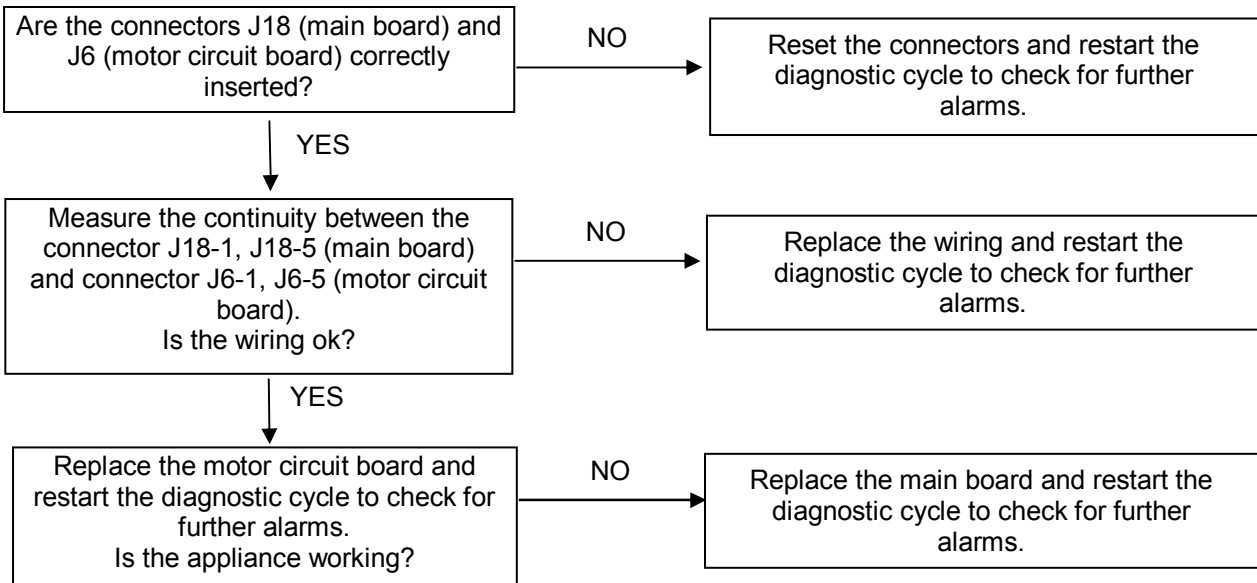 Are the connectors J18 (main board) and
J6 (motor circuit board) correctly
inserted?
NO
Reset the connectors and restart the
diagnostic cycle to check for further
alarms.
YES
Measure the continuity between the
connector J18-1, J18-5 (main board)
and connector J6-1, J6-5 (motor circuit
board).
Is the wiring ok?
NO
Replace the wiring and restart the
diagnostic cycle to check for further
alarms.
YES
Replace the motor circuit board and
restart the diagnostic cycle to check for
further alarms.
Is the appliance working?
NO
Replace the main board and restart the
diagnostic cycle to check for further
alarms.